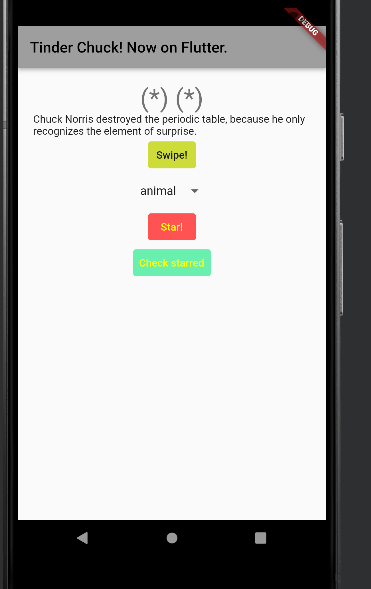 DEBUG
Tinder Chuck! Now on Flutter.
(*) (*)
Chuck Norris destroyed the periodic table, because he only
recognizes the element of surprise.
Swipe!
animal
Star!
Check starred